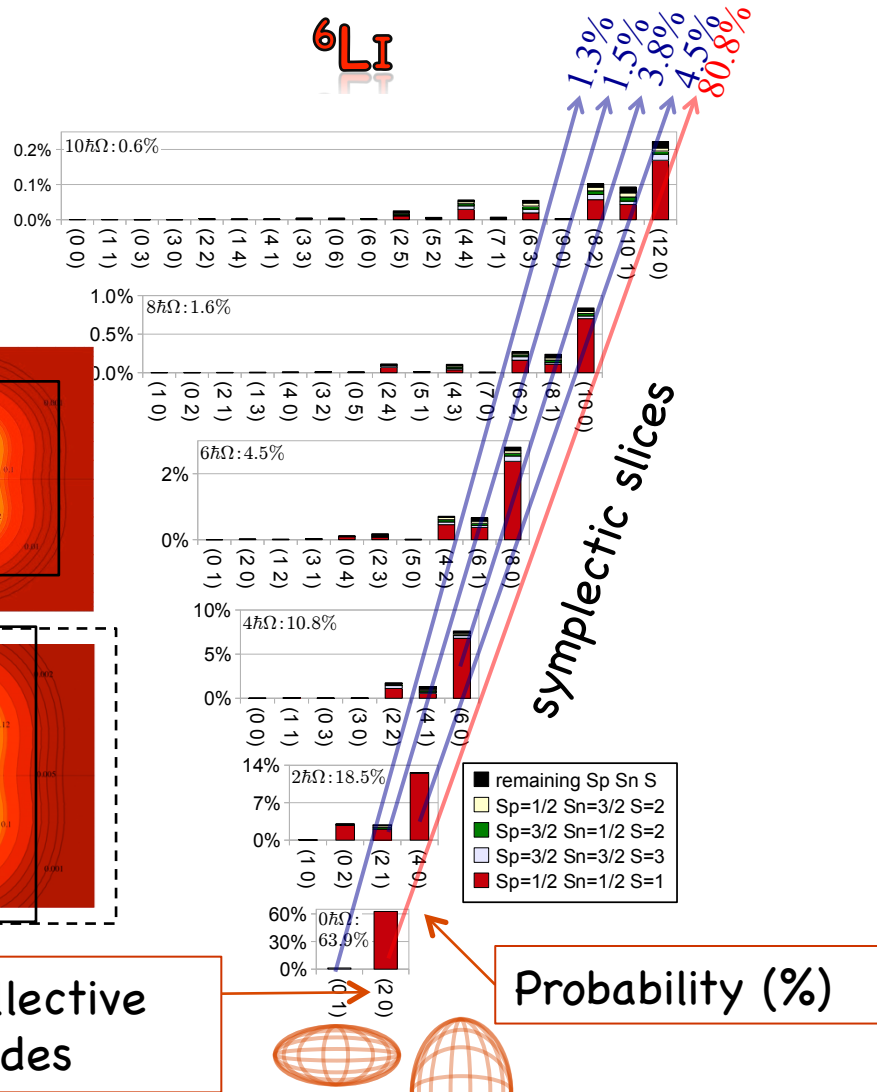 ⁶Li
1.3%
1.5%
3.8%
4.5%
80.8%
10ℏΩ:0.6%
0.2%
0.1%
0.0%
(0 0) (1 1) (0 3) (3 0) (2 2) (1 4) (4 1) (3 3) (0 6) (6 0) (2 5) (5 2) (4 4) (7 1) (6 3) (9 0) (8 2) (10 1) (12 0)
8ℏΩ:1.6%
1.0%
0.5%
0.0%
(1 0) (0 2) (2 1) (1 3) (4 0) (3 2) (0 5) (2 4) (5 1) (4 3) (7 0) (6 2) (8 1) (10 0)
6ℏΩ:4.5%
2%
0%
(0 1) (2 0) (1 2) (3 1) (0 4) (2 3) (5 0) (4 2) (6 1) (8 0)
symplectic slices
4ℏΩ:10.8%
10%
5%
0%
(0 0) (1 1) (0 3) (3 0) (2 2) (4 1) (6 0)
2ℏΩ:18.5%
14%
7%
0%
(1 0) (0 2) (2 1) (4 0)
remaining Sp Sn S
Sp=1/2 Sn=3/2 S=2
Sp=3/2 Sn=1/2 S=2
Sp=3/2 Sn=3/2 S=3
Sp=1/2 Sn=1/2 S=1
0ℏΩ:
63.9%
60%
30%
0%
(0 1) (2 0)
Probability (%)
llective
des